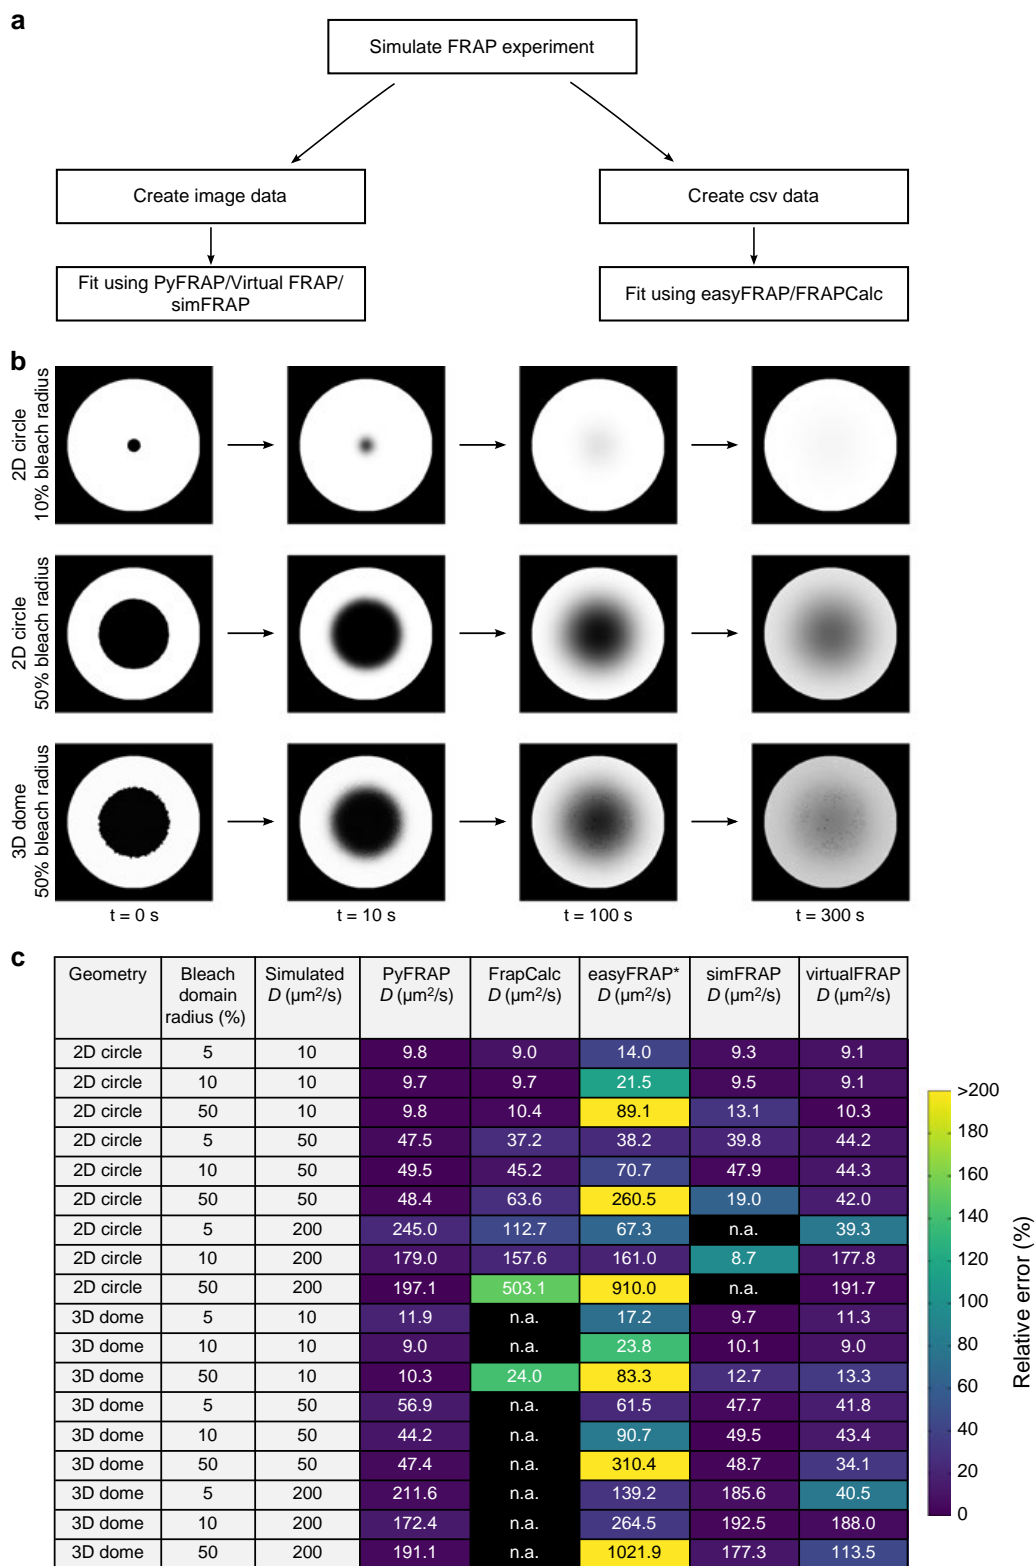 a
Simulate FRAP experiment
Create image data
Create csv data
Fit using PyFRAP/Virtual FRAP/
simFRAP
Fit using easyFRAP/FRAPCalc
b
2D circle
10% bleach radius
2D circle
50% bleach radius
3D dome
50% bleach radius
t = 0 s
t = 10 s
t = 100 s
t = 300 s
c
Geometry Bleach domain radius (%) Simulated D (µm²/s) PyFRAP D (µm²/s) FrapCalc D (µm²/s) easyFRAP* D (µm²/s) simFRAP D (µm²/s) virtualFRAP D (µm²/s)
2D circle 5 10 9.8 9.0 14.0 9.3 9.1
2D circle 10 10 9.7 9.7 21.5 9.5 9.1
2D circle 50 10 9.8 10.4 89.1 13.1 10.3
2D circle 5 50 47.5 37.2 38.2 39.8 44.2
2D circle 10 50 49.5 45.2 70.7 47.9 44.3
2D circle 50 50 48.4 63.6 260.5 19.0 42.0
2D circle 5 200 245.0 112.7 67.3 n.a. 39.3
2D circle 10 200 179.0 157.6 161.0 8.7 177.8
2D circle 50 200 197.1 503.1 910.0 n.a. 191.7
3D dome 5 10 11.9 n.a. 17.2 9.7 11.3
3D dome 10 10 9.0 n.a. 23.8 10.1 9.0
3D dome 50 10 10.3 24.0 83.3 12.7 13.3
3D dome 5 50 56.9 n.a. 61.5 47.7 41.8
3D dome 10 50 44.2 n.a. 90.7 49.5 43.4
3D dome 50 50 47.4 n.a. 310.4 48.7 34.1
3D dome 5 200 211.6 n.a. 139.2 185.6 40.5
3D dome 10 200 172.4 n.a. 264.5 192.5 188.0
3D dome 50 200 191.1 n.a. 1021.9 177.3 113.5
>200
180
160
140
120
100
80
60
40
20
0
Relative error (%)